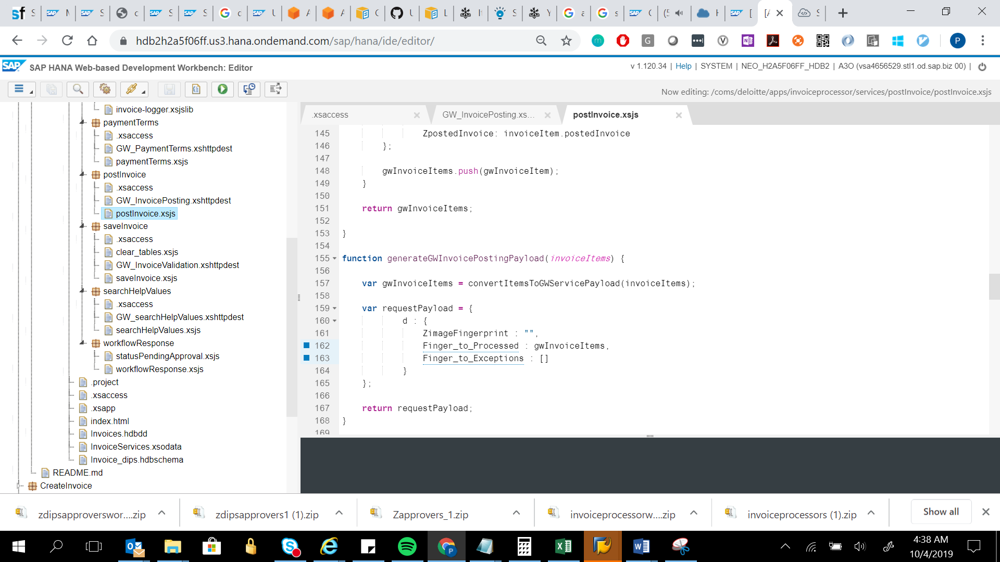 hdb2h2a5f06ff.us3.hana.ondemand.com/sap/hana/ide/editor/
P
SAP SAP HANA Web-based Development Workbench: Editor
v 1.120.34 | Help | SYSTEM | NEO_H2A5F06FF_HDB2 | A3O (vsa4656529.stl1.od.sap.biz 00) |
Now editing: /coms/deloitte/apps/invoiceprocessor/services/postInvoice/postInvoice.xsjs
invoice-logger.xsjslib
paymentTerms
.xsaccess
GW_PaymentTerms.xshttpdest
paymentTerms.xsjs
postInvoice
.xsaccess
GW_InvoicePosting.xshttpdest
postInvoice.xsjs
saveInvoice
.xsaccess
clear_tables.xsjs
GW_InvoiceValidation.xshttpdest
saveInvoice.xsjs
searchHelpValues
.xsaccess
GW_searchHelpValues.xshttpdest
searchHelpValues.xsjs
workflowResponse
statusPendingApproval.xsjs
workflowResponse.xsjs
.project
.xsaccess
.xsapp
index.html
Invoices.hdbdd
InvoiceServices.xsodata
Invoice_dips.hdbschema
README.md
CreateInvoice
.xsaccess
GW_InvoicePosting.xs...
postInvoice.xsjs
145 ZpostedInvoice: invoiceItem.postedInvoice
146 };
147
148 gwInvoiceItems.push(gwInvoiceItem);
149 }
150
151 return gwInvoiceItems;
152
153 }
154
155 function generateGWInvoicePostingPayload(invoiceItems) {
156
157 var gwInvoiceItems = convertItemsToGWServicePayload(invoiceItems);
158
159 var requestPayload = {
160 d : {
161 ZimageFingerprint : "",
162 Finger_to_Processed : gwInvoiceItems,
163 Finger_to_Exceptions : []
164 }
165 };
166
167 return requestPayload;
168 }
169
zdipsapproverswor....zip
zdipsapprovers1 (1).zip
Zapprovers_1.zip
invoiceprocessorw....zip
invoiceprocessors (1).zip
Show all
4:38 AM
10/4/2019